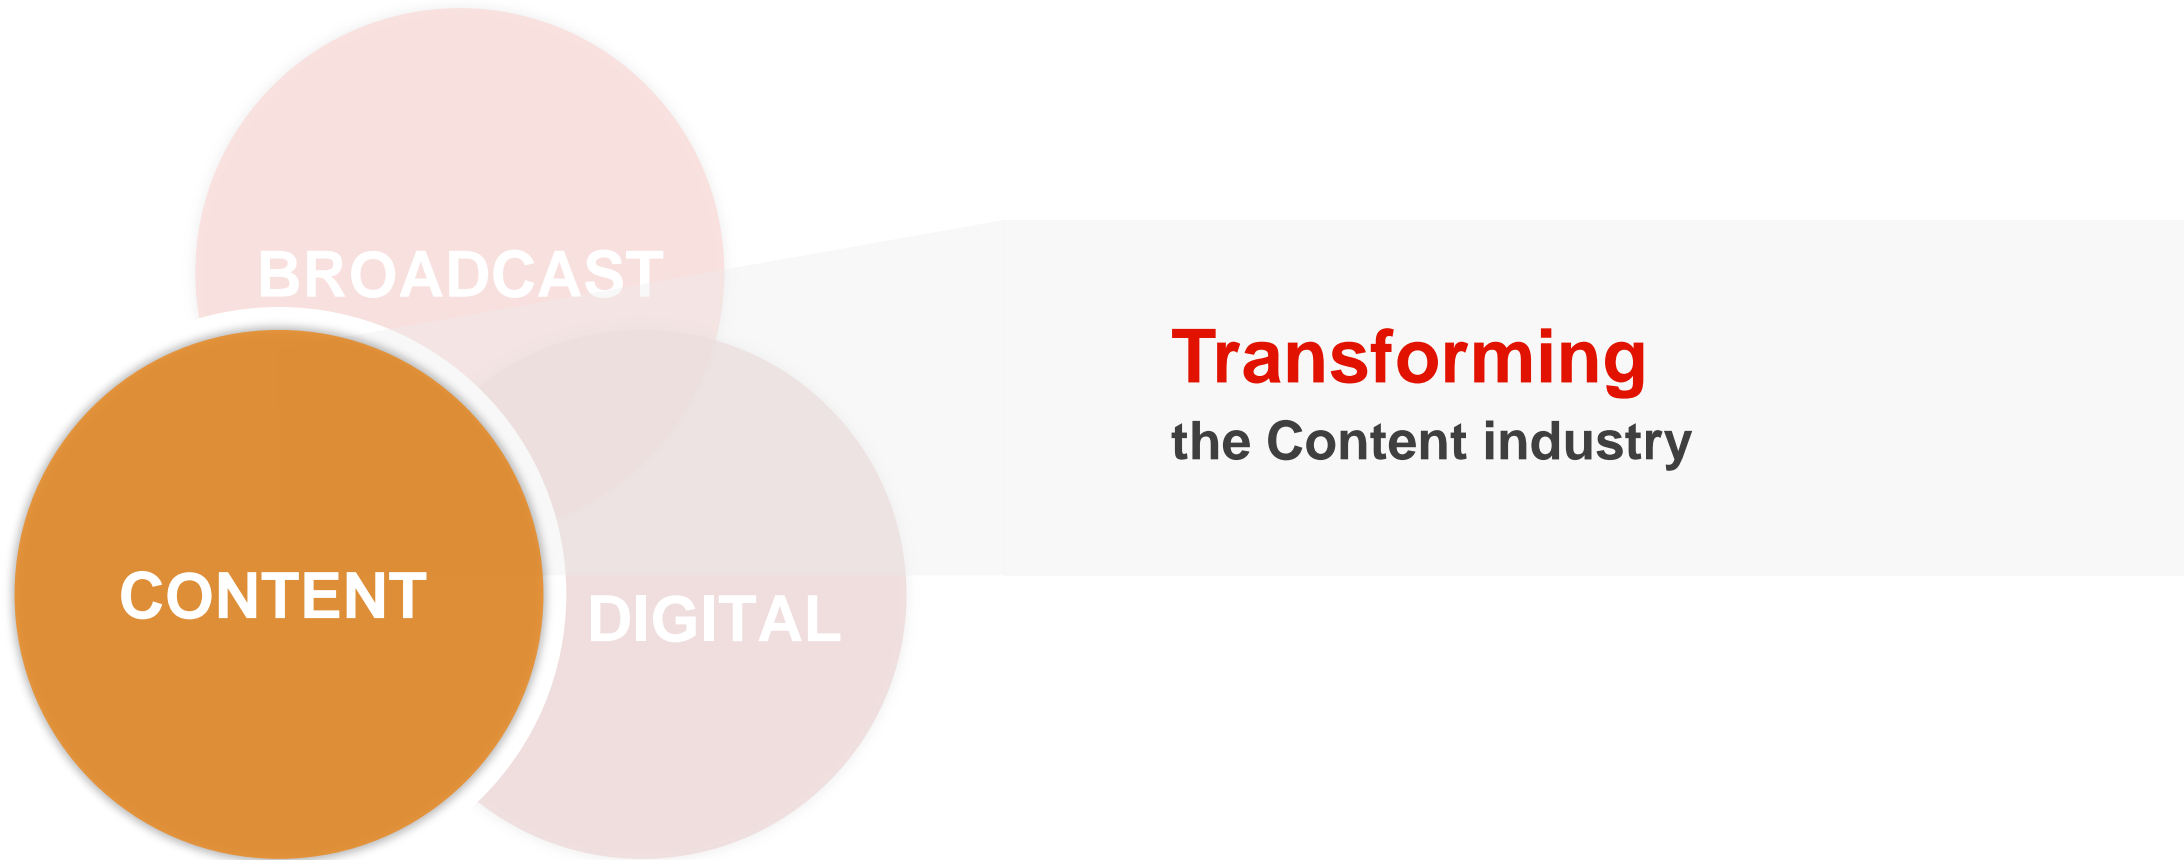 BROADCAST
CONTENT
DIGITAL
Transforming
the Content industry